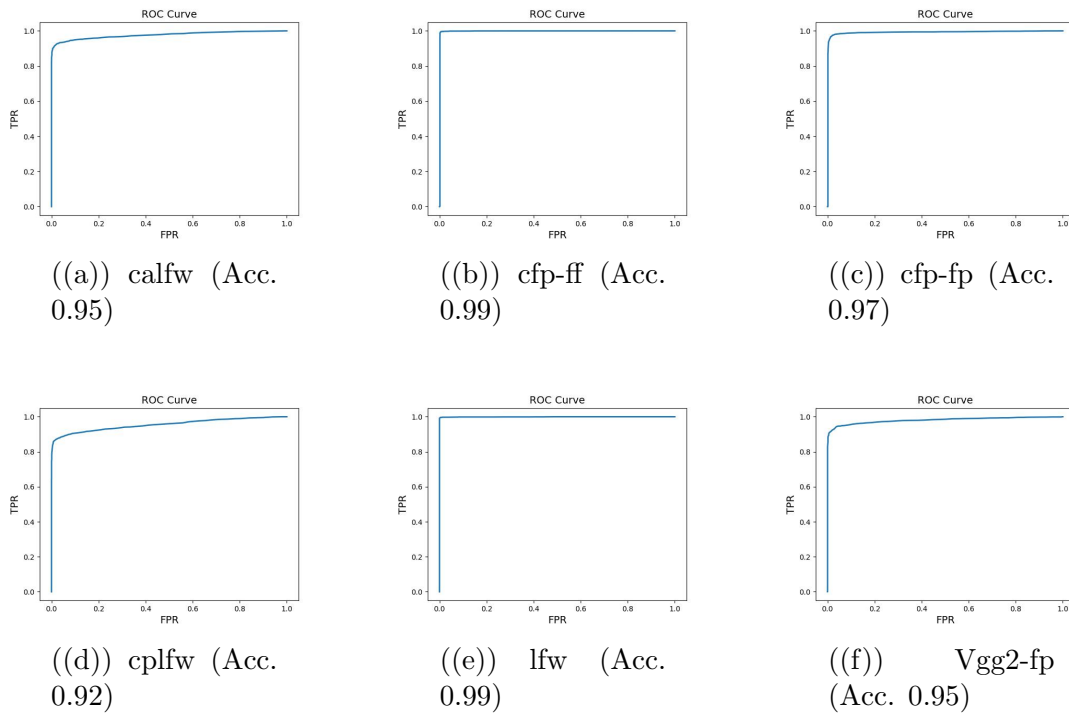 ROC Curve
1.0
0.8
0.6
0.4
0.2
0.0
TPR
0.0 0.2 0.4 0.6 0.8 1.0
FPR
((a)) calfw (Acc.
0.95)
ROC Curve
1.0
0.8
0.6
0.4
0.2
0.0
TPR
0.0 0.2 0.4 0.6 0.8 1.0
FPR
((b)) cfp-ff (Acc.
0.99)
ROC Curve
1.0
0.8
0.6
0.4
0.2
0.0
TPR
0.0 0.2 0.4 0.6 0.8 1.0
FPR
((c)) cfp-fp (Acc.
0.97)
ROC Curve
1.0
0.8
0.6
0.4
0.2
0.0
TPR
0.0 0.2 0.4 0.6 0.8 1.0
FPR
((d)) cplfw (Acc.
0.92)
ROC Curve
1.0
0.8
0.6
0.4
0.2
0.0
TPR
0.0 0.2 0.4 0.6 0.8 1.0
FPR
((e)) lfw (Acc.
0.99)
ROC Curve
1.0
0.8
0.6
0.4
0.2
0.0
TPR
0.0 0.2 0.4 0.6 0.8 1.0
FPR
((f)) Vgg2-fp
(Acc. 0.95)